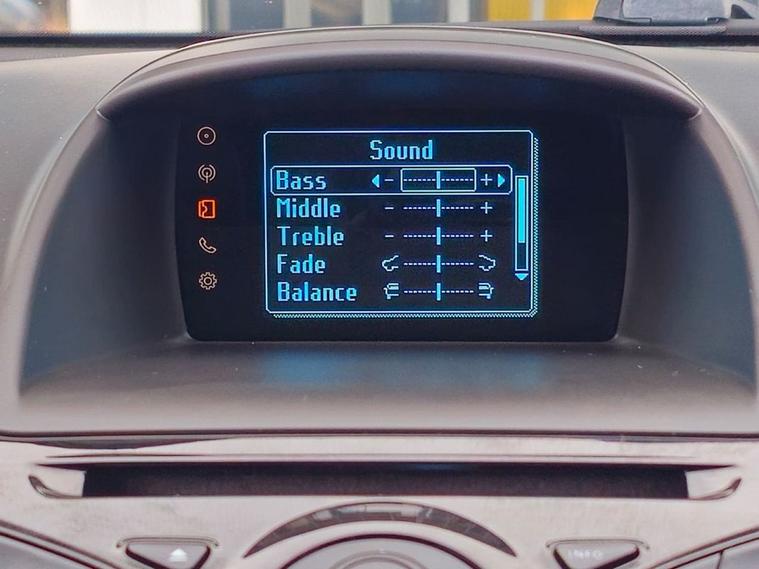 Sound
Bass - +
Middle - +
Treble - +
Fade
Balance
INFO